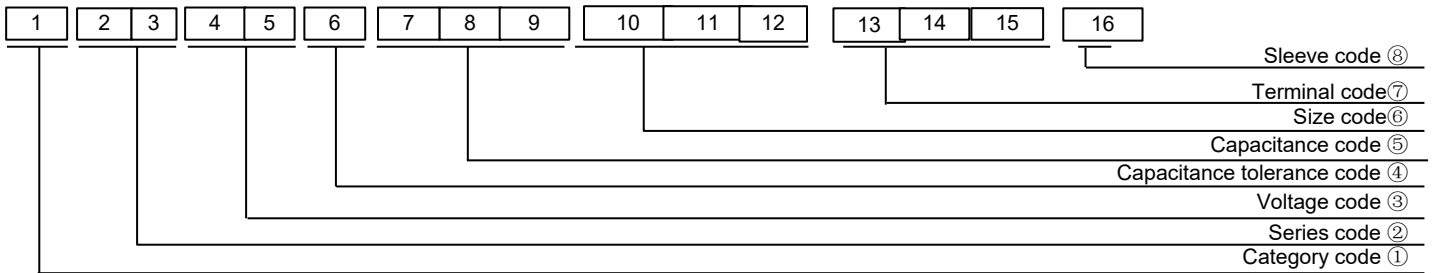 1 2 3 4 5 6 7 8 9 10 11 12 13 14 15 16
Sleeve code ⑧
Terminal code⑦
Size code⑥
Capacitance code ⑤
Capacitance tolerance code ④
Voltage code ③
Series code ②
Category code ①